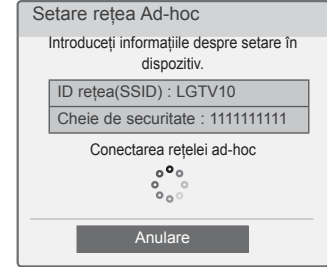 Setare rețea Ad-hoc
Introduceți informațiile despre setare în
dispozitiv.
ID rețea(SSID) : LGTV10
Cheie de securitate : 1111111111
Conectarea rețelei ad-hoc
Anulare